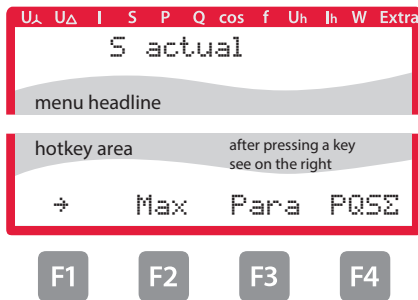 U⅄ U△ I S P Q cos f Uh Ih W Extra
S actual
menu headline
hotkey area
after pressing a key
see on the right
→ Max Para PQSΣ
F1 F2 F3 F4